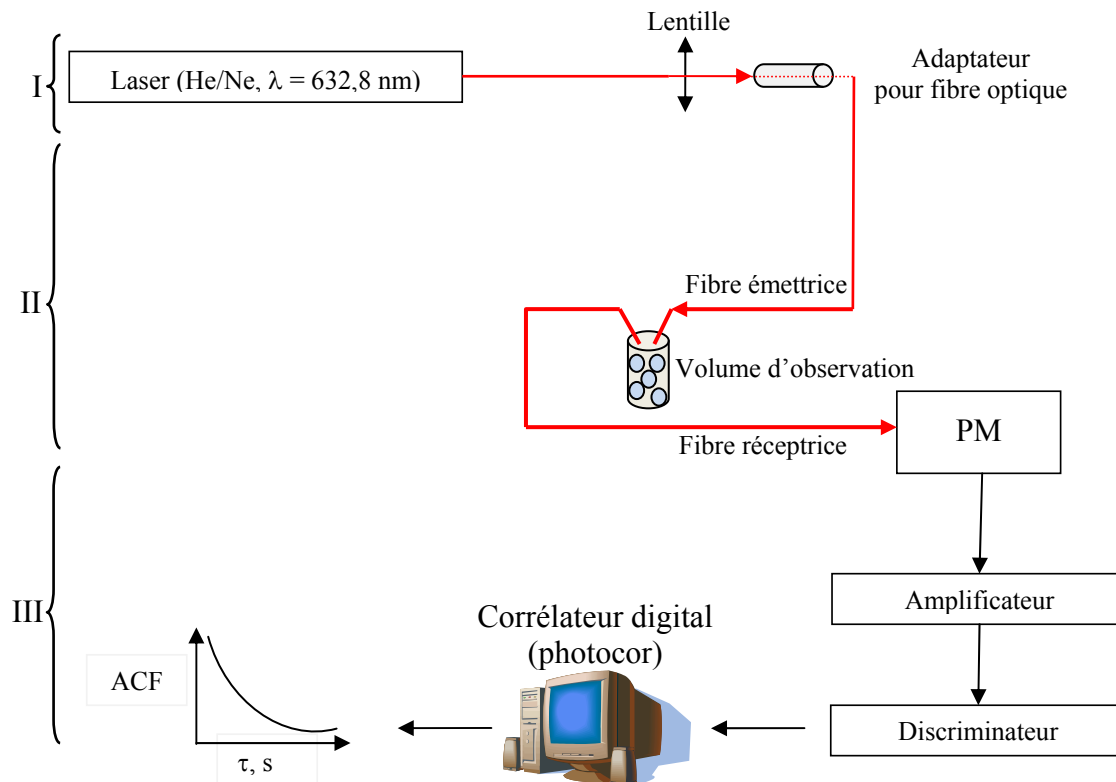 Lentille
I
Laser (He/Ne, λ = 632,8 nm)
Adaptateur
pour fibre optique
II
Fibre émettrice
Volume d’observation
PM
Fibre réceptrice
III
Amplificateur
Corrélateur digital
(photocor)
ACF
Discriminateur
τ, s